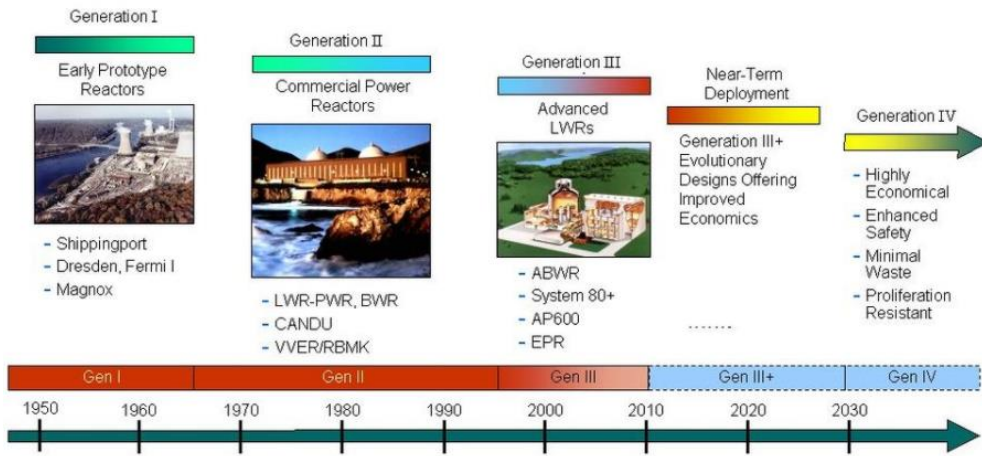 Generation I
Early Prototype
Reactors
- Shippingport
- Dresden, Fermi I
- Magnox
Generation II
Commercial Power
Reactors
- LWR-PWR, BWR
- CANDU
- VVER/RBMK
Generation III
Advanced
LWRs
- ABWR
- System 80+
- AP600
- EPR
Near-Term
Deployment
Generation III+
Evolutionary
Designs Offering
Improved
Economics
.......
Generation IV
- Highly
Economical
- Enhanced
Safety
- Minimal
Waste
- Proliferation
Resistant
Gen I
Gen II
Gen III
Gen III+
Gen IV
1950
1960
1970
1980
1990
2000
2010
2020
2030